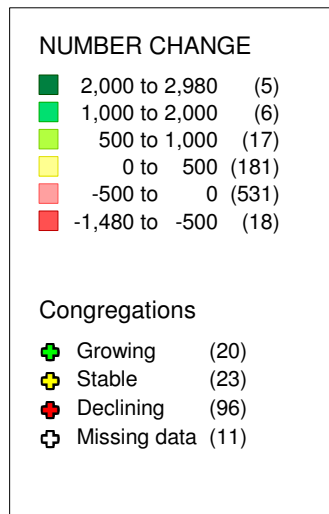 NUMBER CHANGE
2,000 to 2,980 (5)
1,000 to 2,000 (6)
500 to 1,000 (17)
0 to 500 (181)
-500 to 0 (531)
-1,480 to -500 (18)
Congregations
Growing (20)
Stable (23)
Declining (96)
Missing data (11)